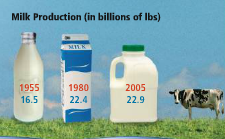 Milk Production (in billions of lbs)
MILK
1955 1980 2005
16.5 22.4 22.9